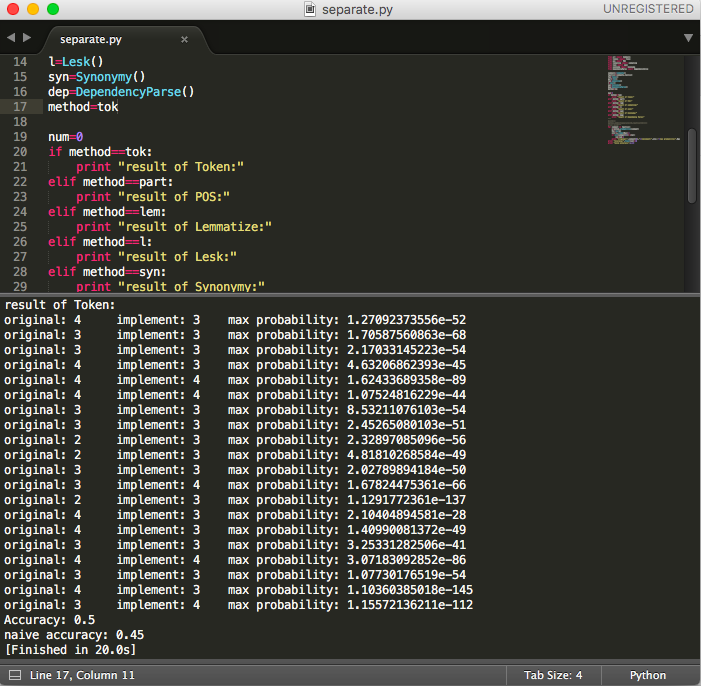 separate.py
UNREGISTERED
separate.py ×
14 l=Lesk()
15 syn=Synonymy()
16 dep=DependencyParse()
17 method=tok
18
19 num=0
20 if method==tok:
21 print "result of Token:"
22 elif method==part:
23 print "result of POS:"
24 elif method==lem:
25 print "result of Lemmatize:"
26 elif method==l:
27 print "result of Lesk:"
28 elif method==syn:
29 print "result of Synonymy:"
result of Token:
original: 4 implement: 3 max probability: 1.27092373556e-52
original: 3 implement: 3 max probability: 1.70587560863e-68
original: 3 implement: 3 max probability: 2.17033145223e-54
original: 4 implement: 3 max probability: 4.63206862393e-45
original: 4 implement: 4 max probability: 1.62433689358e-89
original: 4 implement: 4 max probability: 1.07524816229e-44
original: 3 implement: 3 max probability: 8.53211076103e-54
original: 4 implement: 3 max probability: 2.45265080103e-51
original: 2 implement: 3 max probability: 2.32897085096e-56
original: 2 implement: 3 max probability: 4.81810268584e-49
original: 3 implement: 3 max probability: 2.02789894184e-50
original: 3 implement: 3 max probability: 1.67824475361e-66
original: 2 implement: 3 max probability: 1.1291772361e-137
original: 4 implement: 3 max probability: 2.10404894581e-28
original: 4 implement: 3 max probability: 1.40990081372e-49
original: 3 implement: 3 max probability: 3.25331282506e-41
original: 4 implement: 4 max probability: 3.07183092852e-86
original: 3 implement: 3 max probability: 1.07730176519e-54
original: 4 implement: 3 max probability: 1.10360385018e-145
original: 3 implement: 4 max probability: 1.15572136211e-112
Accuracy: 0.5
naive accuracy: 0.45
[Finished in 20.0s]
Line 17, Column 11
Tab Size: 4
Python